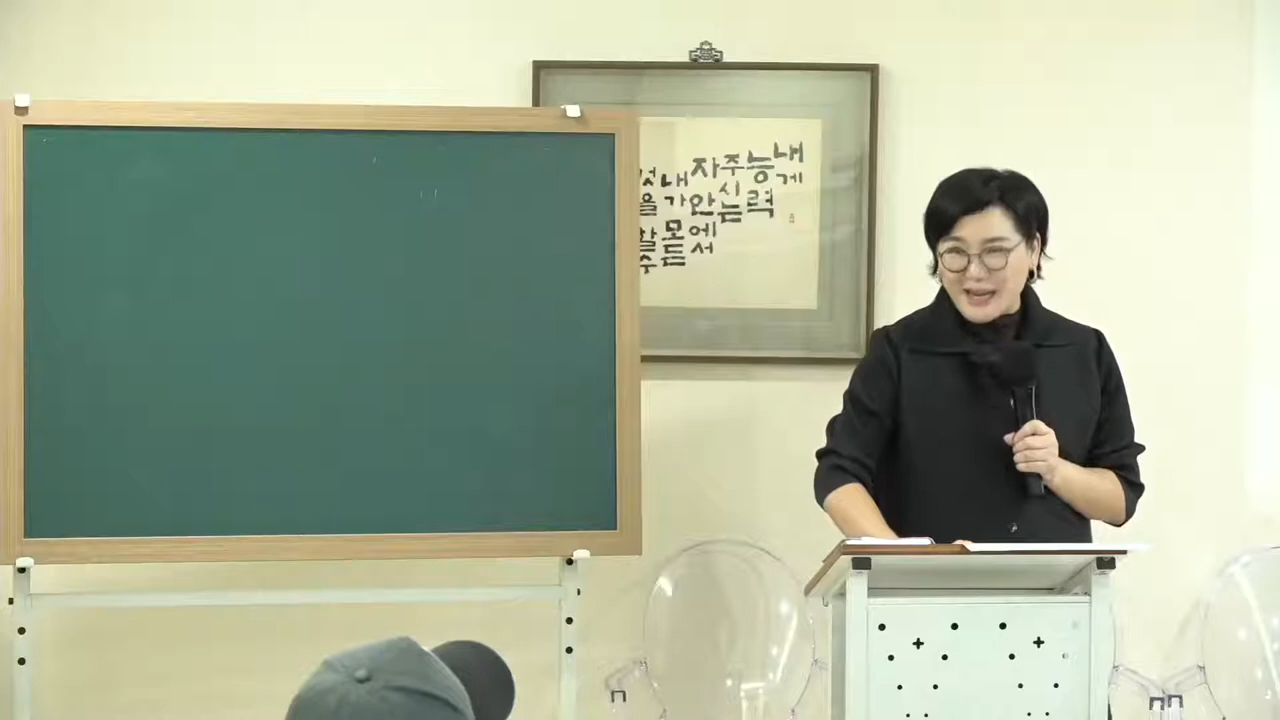 내게
능력
주시는
자 안에서
내가 모든
것을 할 수